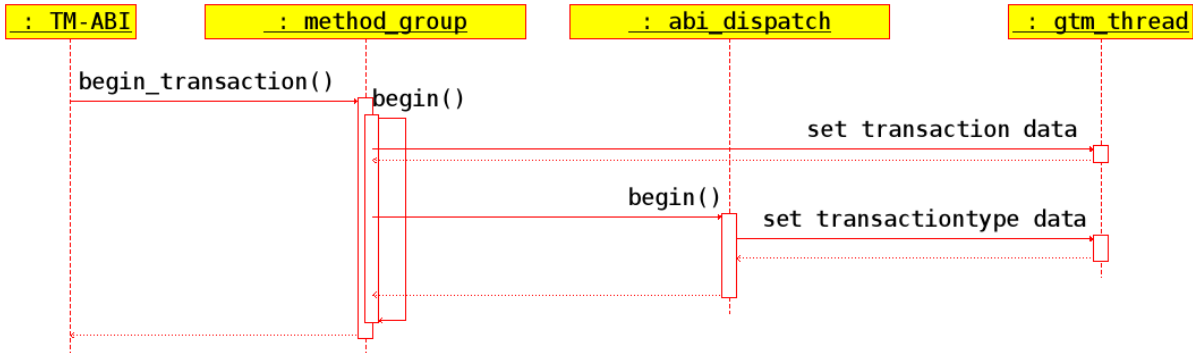 : TM-ABI
: method_group
: abi_dispatch
: gtm_thread
begin_transaction()
begin()
set transaction data
begin()
set transactiontype data